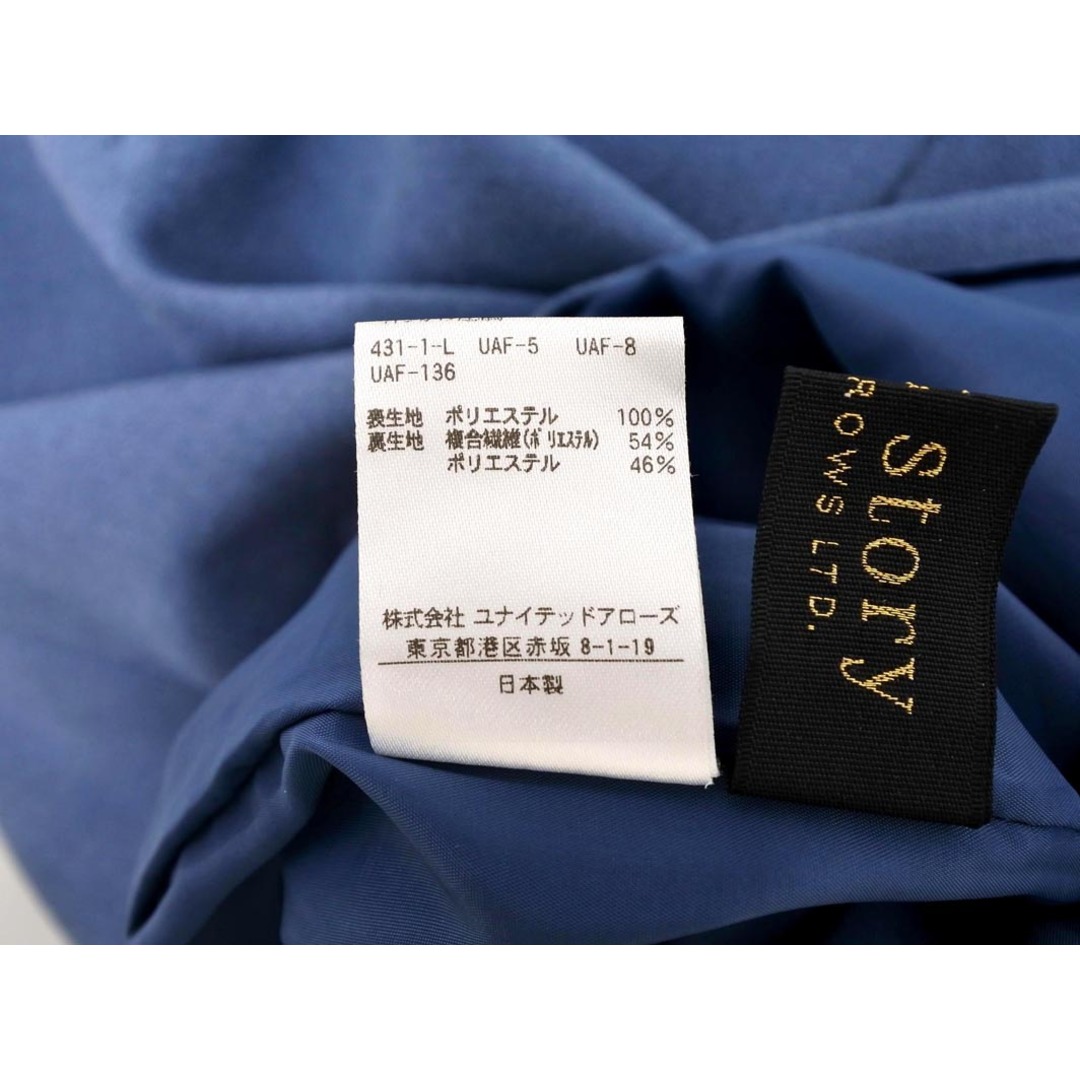 431-1-L UAF-5 UAF-8
UAF-136
表生地 ポリエステル 100%
裏生地 複合繊維(ポリエステル) 54%
ポリエステル 46%
株式会社 ユナイテッドアローズ
東京都港区赤坂 8-1-19
日本製
story
ROWS LTD.